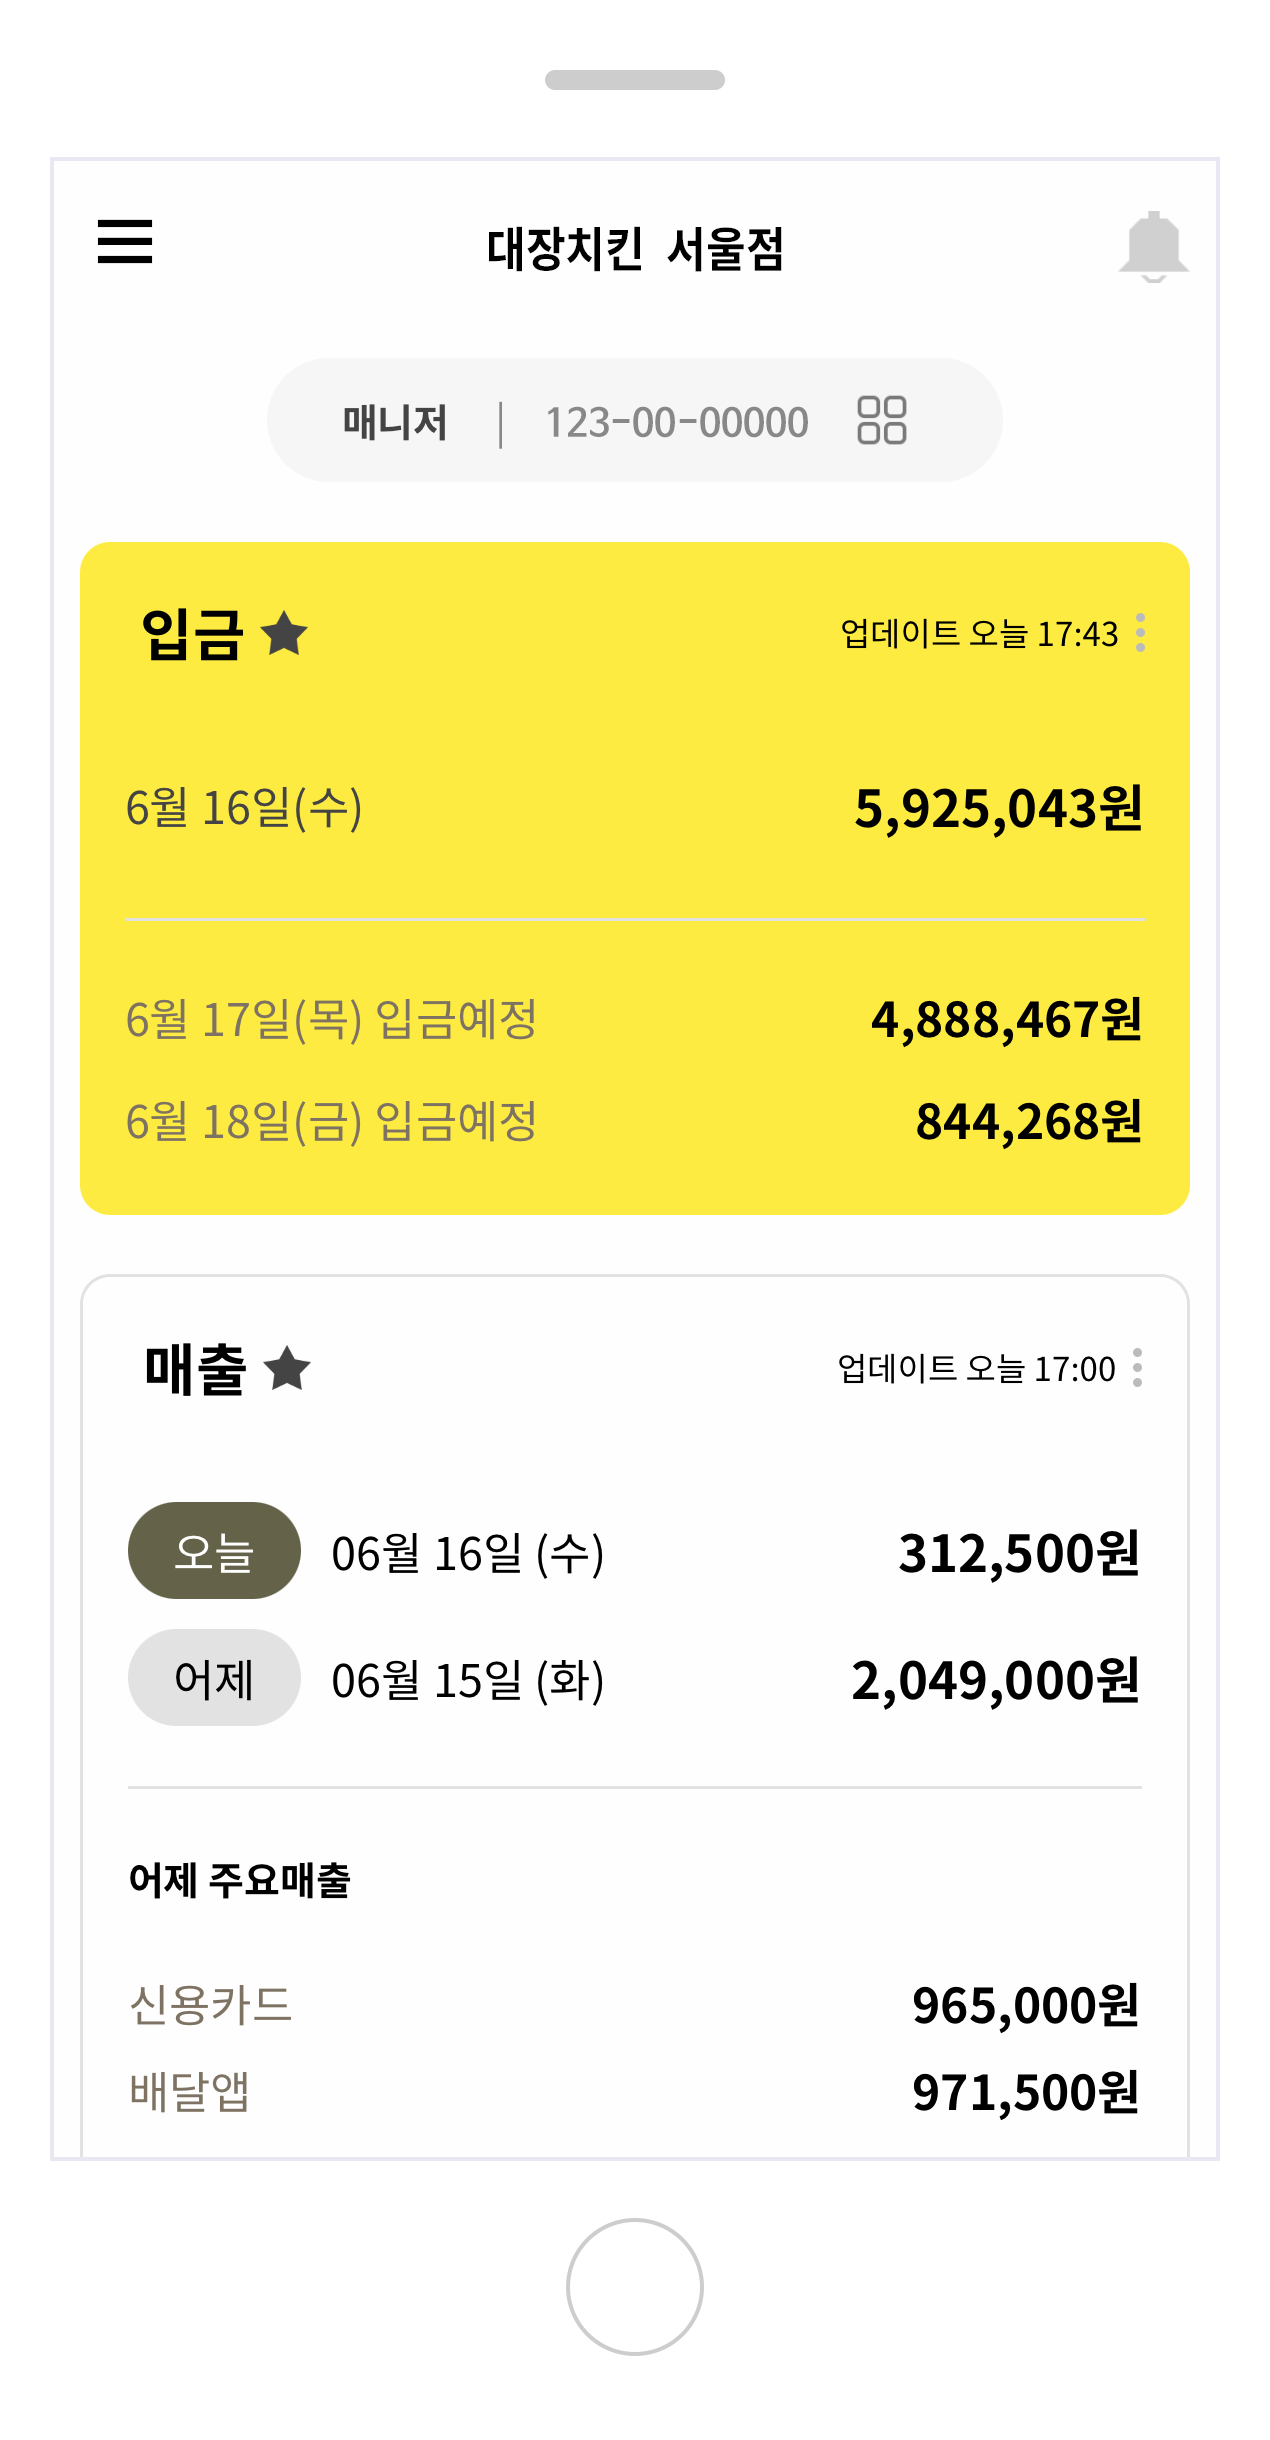 대장치킨 서울점
매니저 | 123-00-00000
입금 ★ 업데이트 오늘 17:43
6월 16일(수) 5,925,043원
6월 17일(목) 입금예정 4,888,467원
6월 18일(금) 입금예정 844,268원
매출 ★ 업데이트 오늘 17:00
오늘 06월 16일 (수) 312,500원
어제 06월 15일 (화) 2,049,000원
어제 주요매출
신용카드 965,000원
배달앱 971,500원